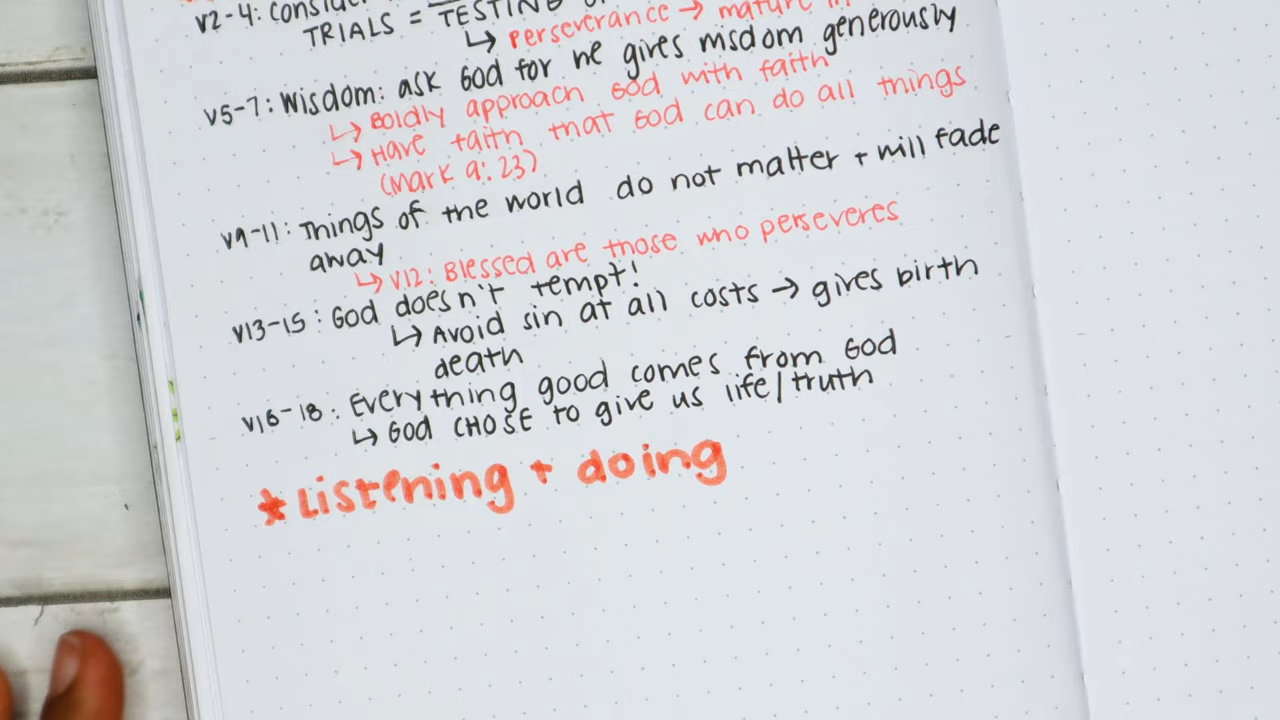 v2-4: consider
TRIALS = TESTING
↳ perseverance → mature in
v5-7: Wisdom: ask God for he gives wisdom generously
↳ Boldly approach God with faith
↳ Have faith that God can do all things
(Mark 9:23)
v9-11: Things of the world do not matter + will fade
away
↳ v12: Blessed are those who perseveres
v13-15: God doesn't tempt!
↳ Avoid sin at all costs → gives birth
death
v16-18: Everything good comes from God
↳ God CHOSE to give us life/truth
*Listening + doing